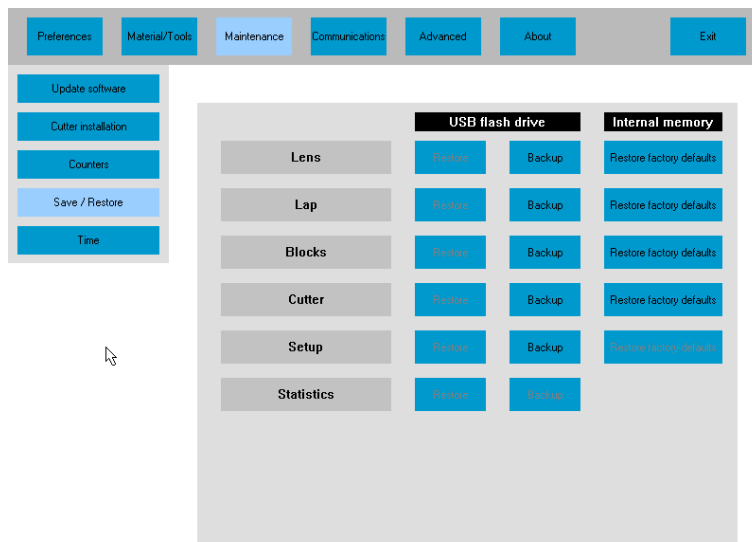 Preferences Material/Tools Maintenance Communications Advanced About Exit
Update software
Cutter installation
Counters
Save / Restore
Time
USB flash drive Internal memory
Lens Restore Backup Restore factory defaults
Lap Restore Backup Restore factory defaults
Blocks Restore Backup Restore factory defaults
Cutter Restore Backup Restore factory defaults
Setup Restore Backup Restore factory defaults
Statistics Restore Backup